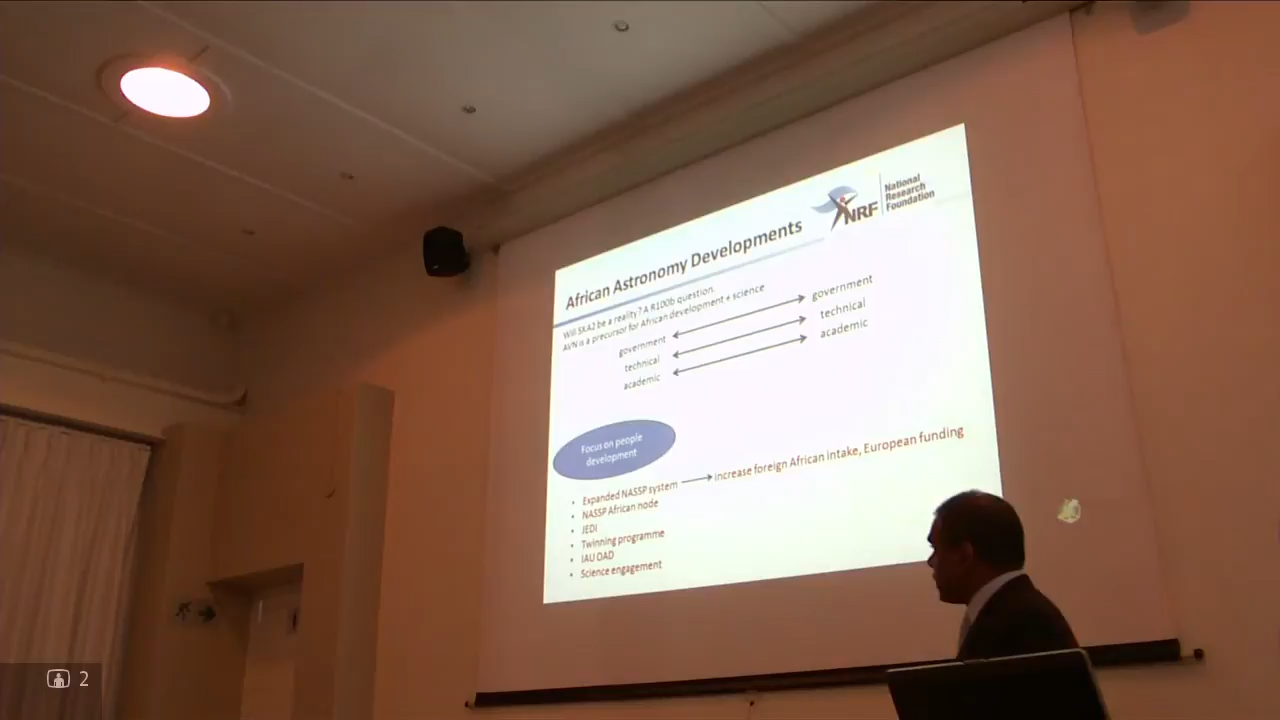 NRF
National
Research
Foundation
African Astronomy Developments
Will SKA2 be a reality? A R100b question.
AVN is a precursor for African development + science
government
government
technical
technical
academic
academic
Focus on people
development
• Expanded NASSP system
increase foreign African intake, European funding
• NASSP African node
• JEDI
• Twinning programme
• IAU OAD
• Science engagement
2